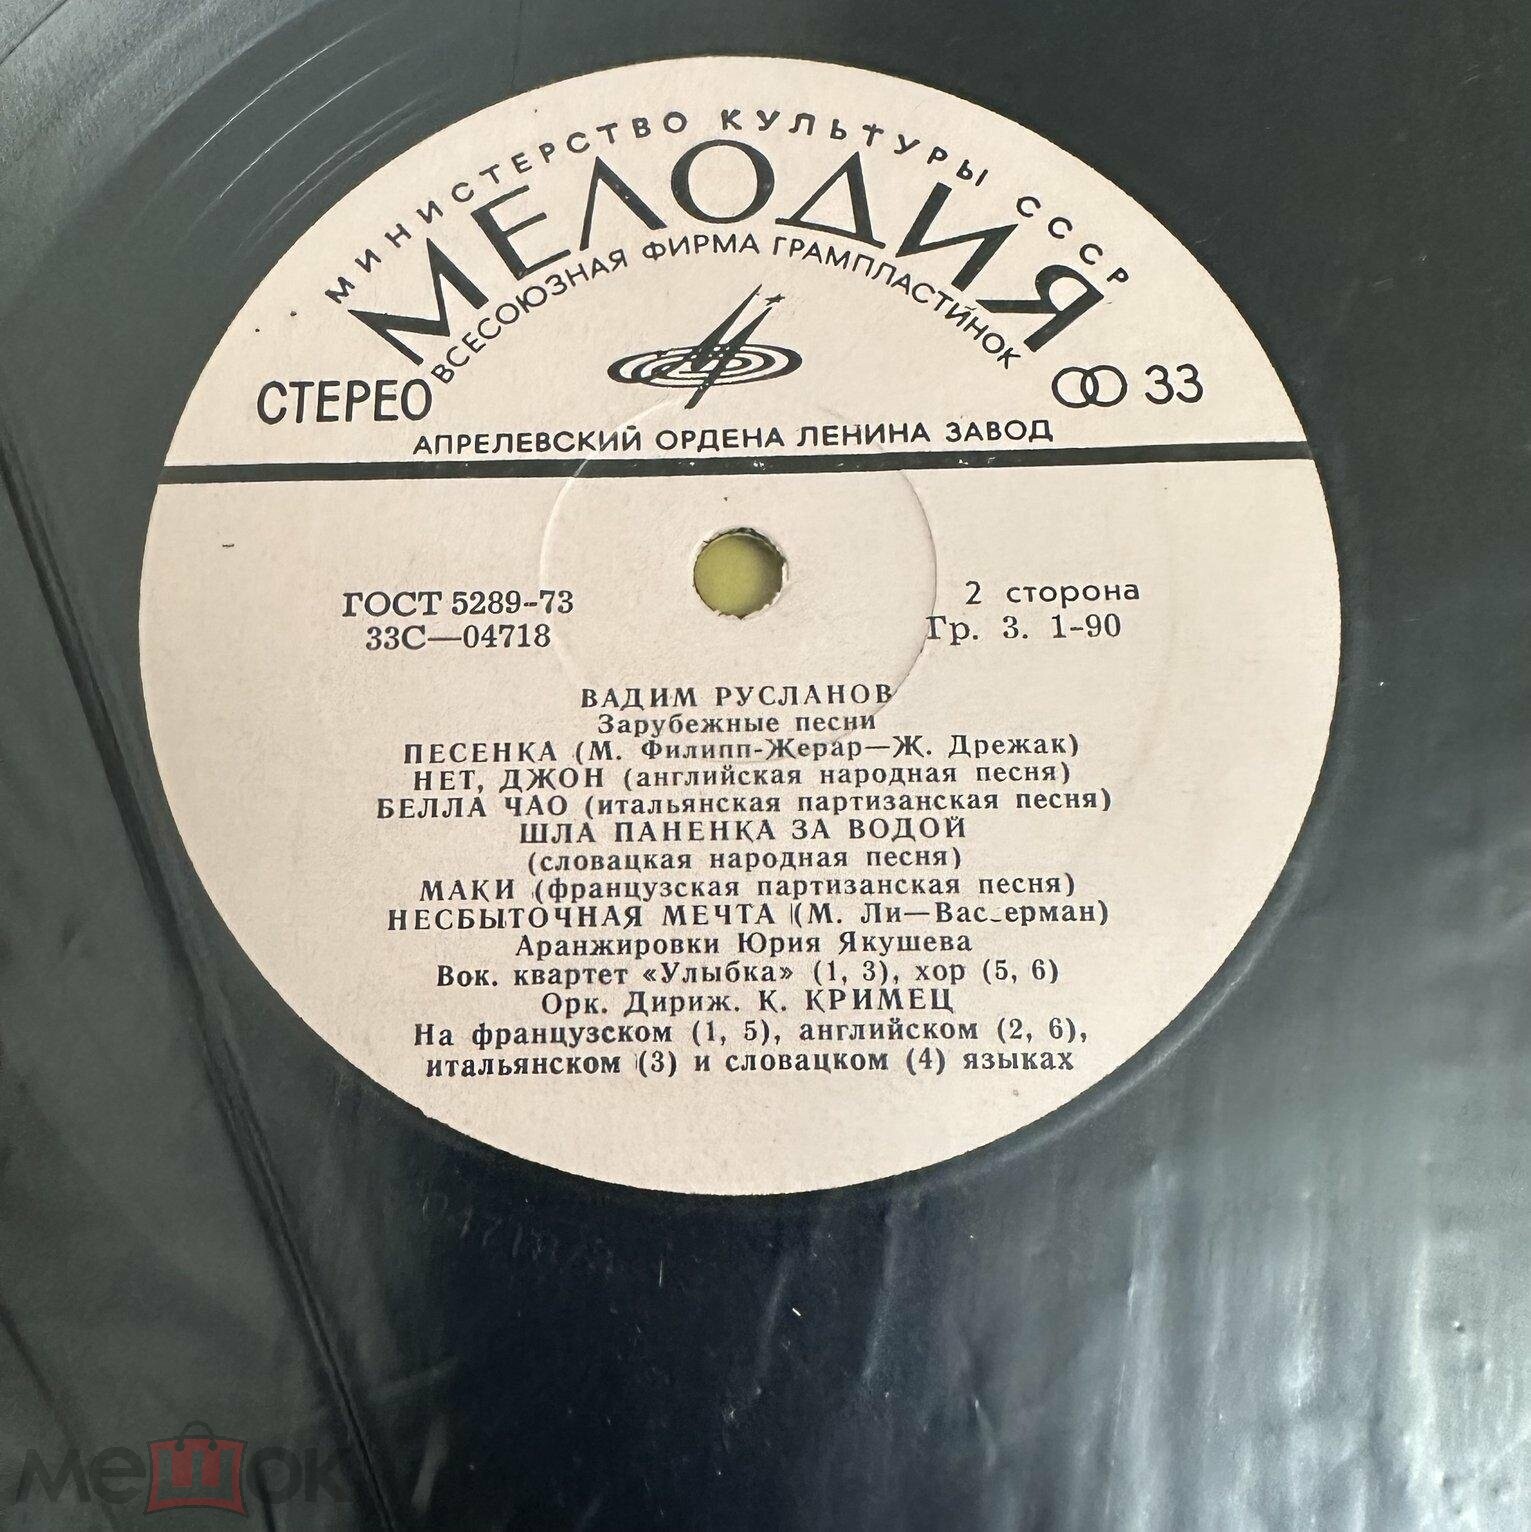 МИНИСТЕРСТВО КУЛЬТУРЫ СССР
МЕЛОДИЯ
ВСЕСОЮЗНАЯ ФИРМА ГРАМПЛАСТИНОК
СТЕРЕО
33
АПРЕЛЕВСКИЙ ОРДЕНА ЛЕНИНА ЗАВОД
ГОСТ 5289-73
33С—04718
2 сторона
Гр. 3. 1-90
ВАДИМ РУСЛАНОВ
Зарубежные песни
ПЕСЕНКА (М. Филипп-Жерар—Ж. Дрежак)
НЕТ, ДЖОН (английская народная песня)
БЕЛЛА ЧАО (итальянская партизанская песня)
ШЛА ПАНЕНКА ЗА ВОДОЙ
(словацкая народная песня)
МАКИ (французская партизанская песня)
НЕСБЫТОЧНАЯ МЕЧТА (М. Ли—Вассерман)
Аранжировки Юрия Якушева
Вок. квартет «Улыбка» (1, 3), хор (5, 6)
Орк. Дириж. К. КРИМЕЦ
На французском (1, 5), английском (2, 6),
итальянском (3) и словацком (4) языках
мешок